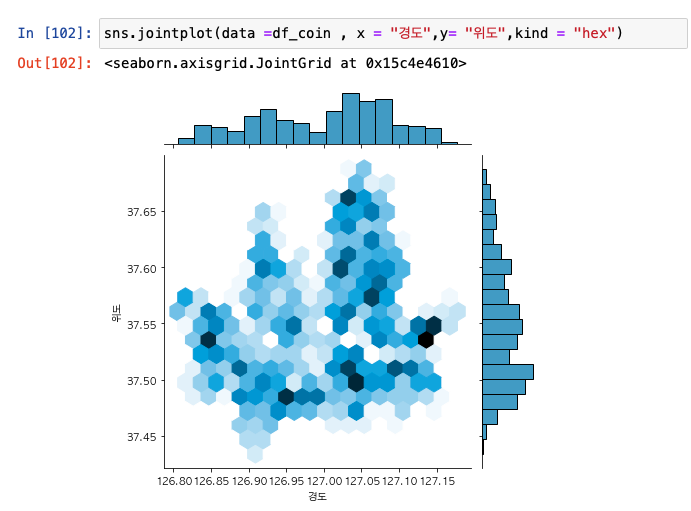 In [102]: sns.jointplot(data =df_coin , x = "경도",y= "위도",kind = "hex")
Out[102]: <seaborn.axisgrid.JointGrid at 0x15c4e4610>
37.65
37.60
위도
37.55
37.50
37.45
126.80 126.85 126.90 126.95 127.00 127.05 127.10 127.15
경도